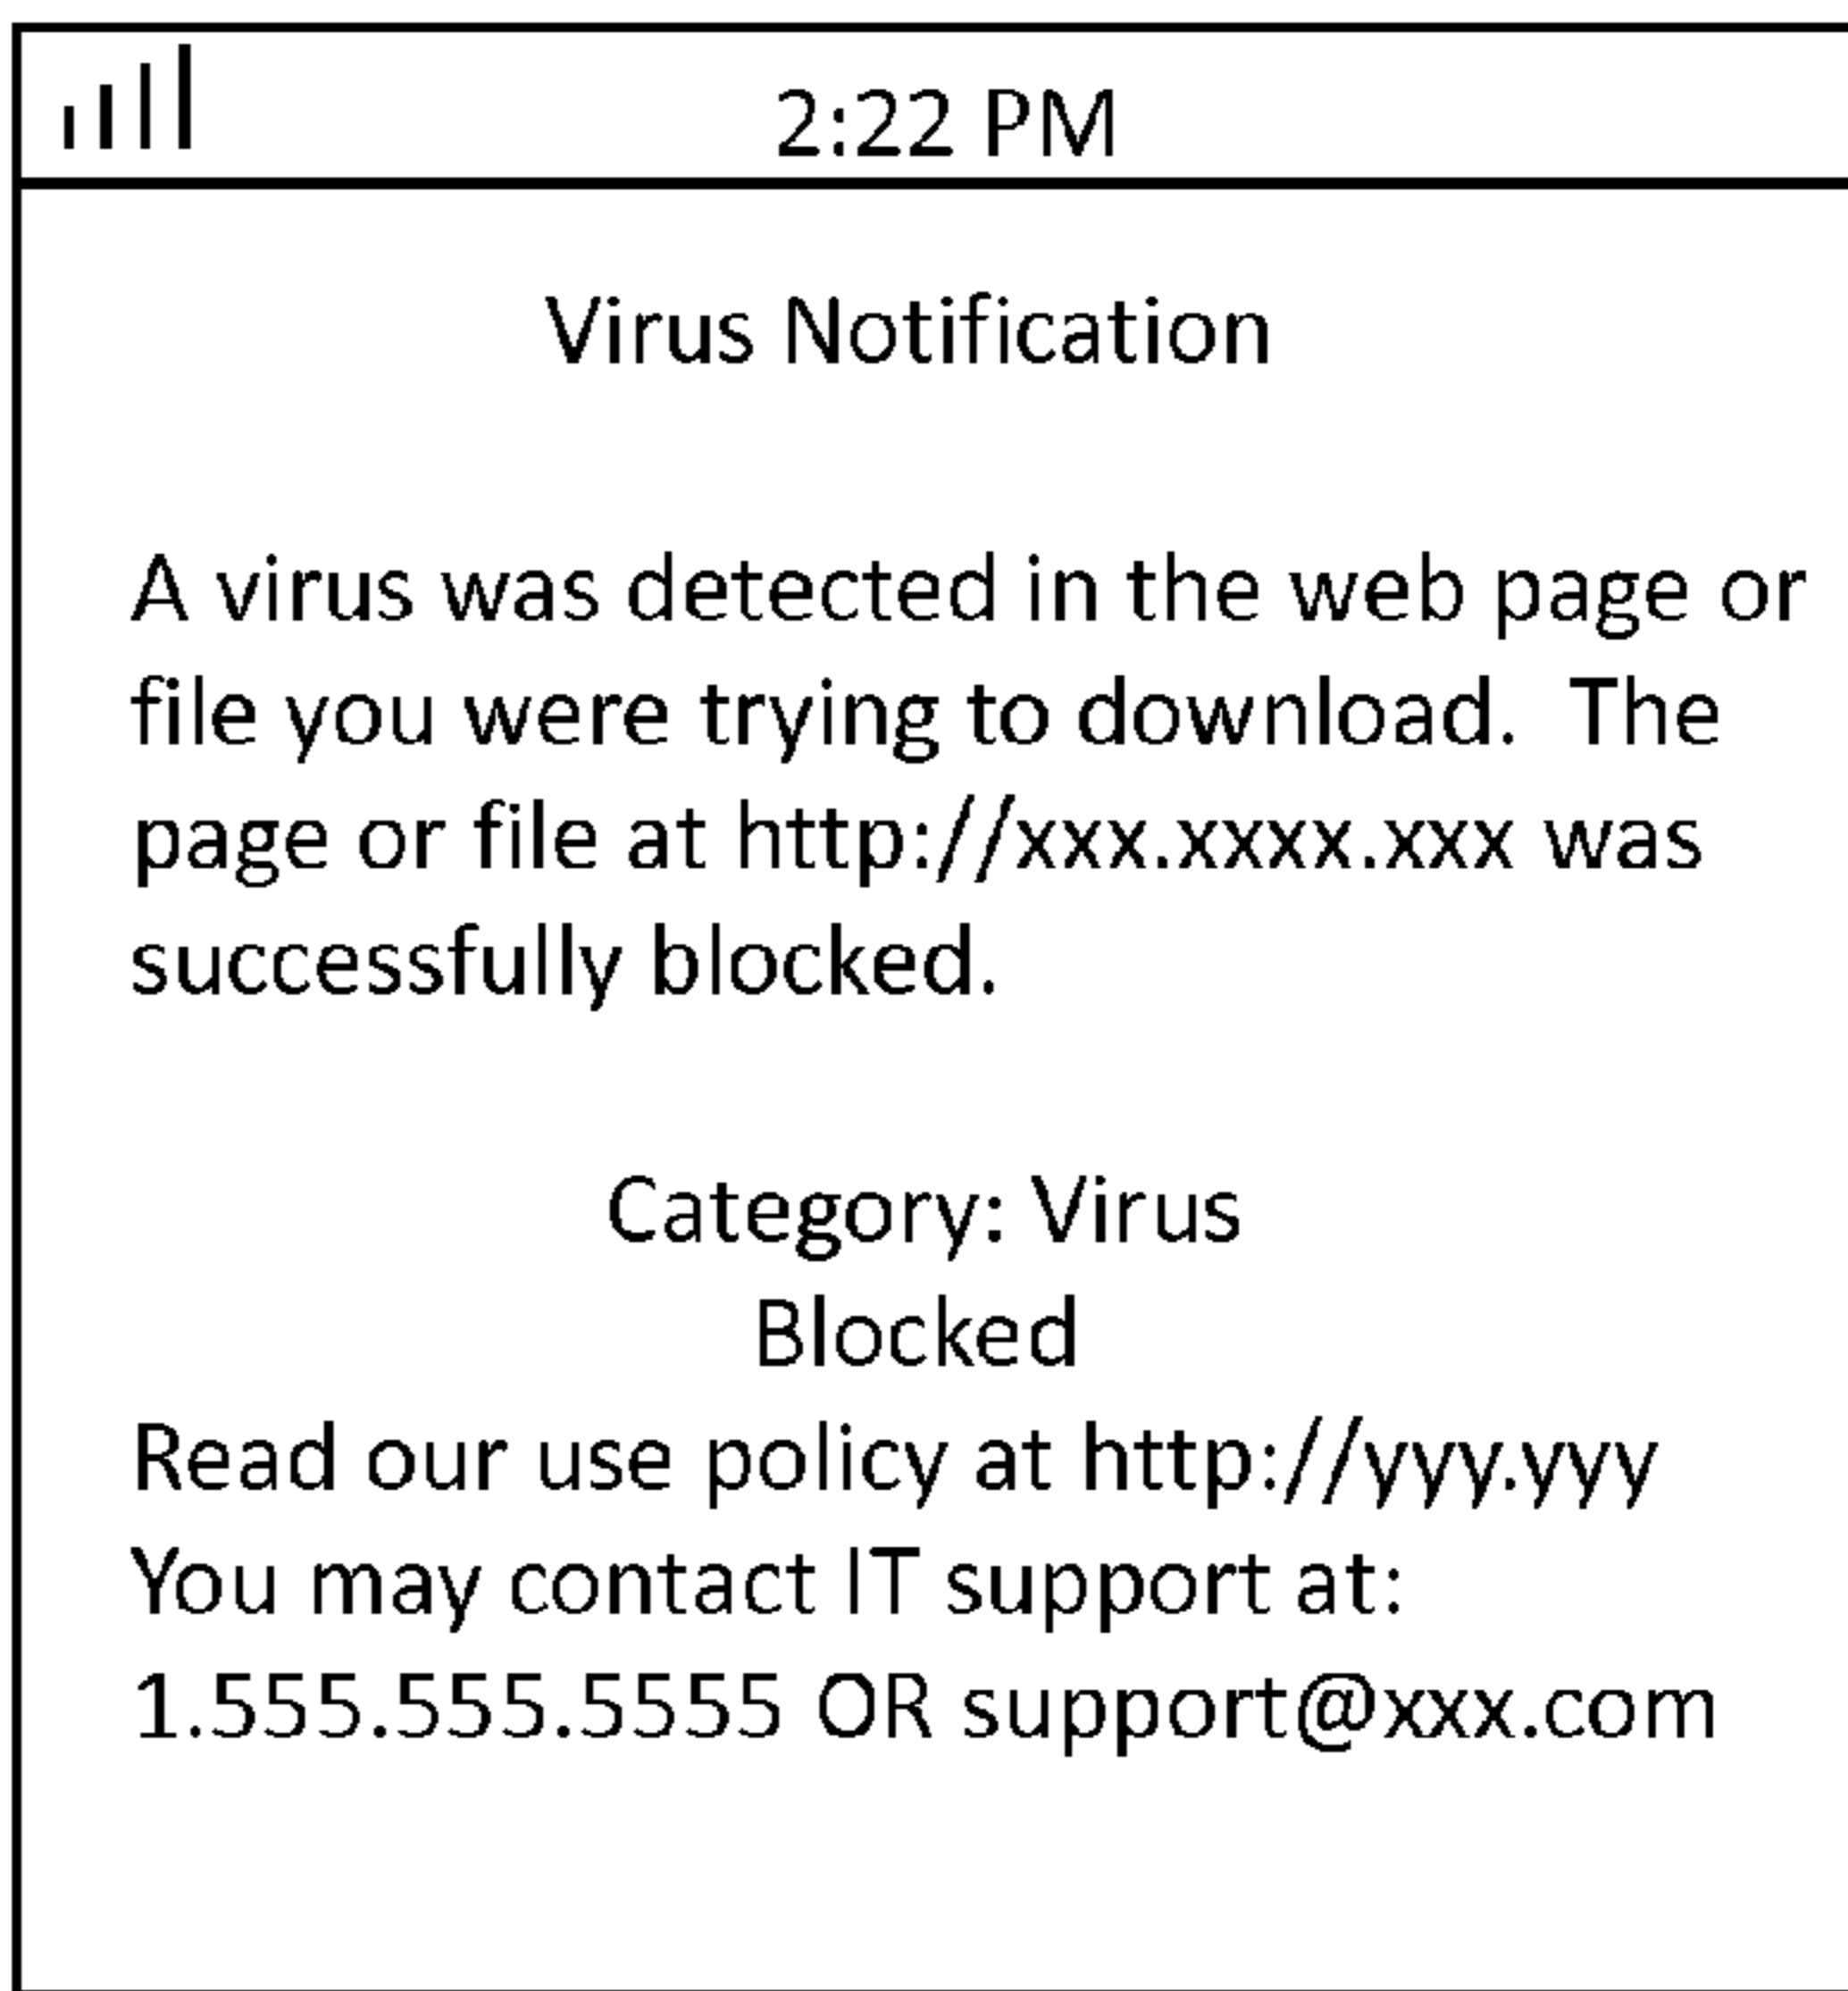 2:22 PM
Virus Notification
A virus was detected in the web page or
file you were trying to download.  The
page or file at http://xxx.xxxx.xxx was
successfully blocked.
Category: Virus
Blocked
Read our use policy at http://yyy.yyy
You may contact IT support at:
1.555.555.5555 OR support@xxx.com